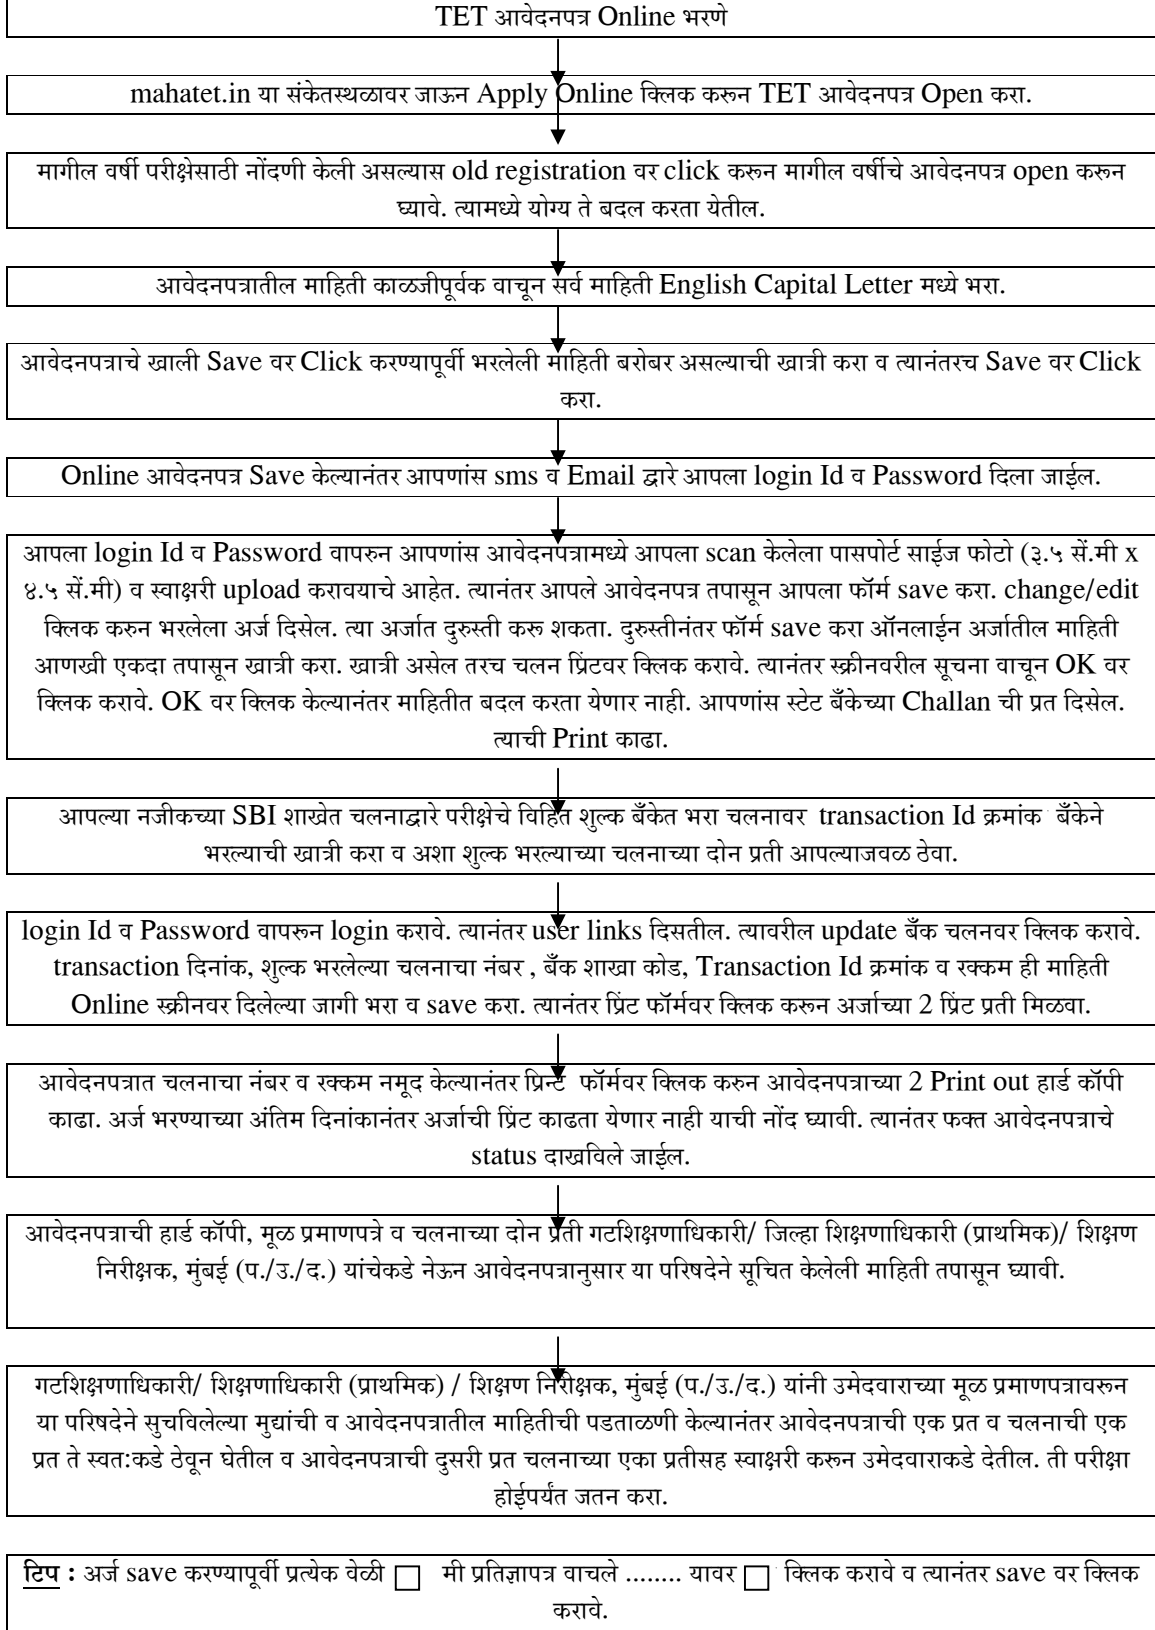 TET आवेदनपत्र Online भरणे
mahatet.in या संकेतस्थळावर जाऊन Apply Online क्लिक करून TET आवेदनपत्र Open करा.
मागील वर्षी परीक्षेसाठी नोंदणी केली असल्यास old registration वर click करून मागील वर्षीचे आवेदनपत्र open करून
घ्यावे. त्यामध्ये योग्य ते बदल करता येतील.
आवेदनपत्रातील माहिती काळजीपूर्वक वाचून सर्व माहिती English Capital Letter मध्ये भरा.
आवेदनपत्राचे खाली Save वर Click करण्यापूर्वी भरलेली माहिती बरोबर असल्याची खात्री करा व त्यानंतरच Save वर Click
करा.
Online आवेदनपत्र Save केल्यानंतर आपणांस sms व Email द्वारे आपला login Id व Password दिला जाईल.
आपला login Id व Password वापरुन आपणांस आवेदनपत्रामध्ये आपला scan केलेला पासपोर्ट साईज फोटो (३.५ सें.मी x
४.५ सें.मी) व स्वाक्षरी upload करावयाचे आहेत. त्यानंतर आपले आवेदनपत्र तपासून आपला फॉर्म save करा. change/edit
क्लिक करुन भरलेला अर्ज दिसेल. त्या अर्जात दुरुस्ती करू शकता. दुरुस्तीनंतर फॉर्म save करा ऑनलाईन अर्जातील माहिती
आणखी एकदा तपासून खात्री करा. खात्री असेल तरच चलन प्रिंटवर क्लिक करावे. त्यानंतर स्क्रीनवरील सूचना वाचून OK वर
क्लिक करावे. OK वर क्लिक केल्यानंतर माहितीत बदल करता येणार नाही. आपणांस स्टेट बँकेच्या Challan ची प्रत दिसेल.
त्याची Print काढा.
आपल्या नजीकच्या SBI शाखेत चलनाद्वारे परीक्षेचे विहित शुल्क बँकेत भरा चलनावर transaction Id क्रमांक बँकेने
भरल्याची खात्री करा व अशा शुल्क भरल्याच्या चलनाच्या दोन प्रती आपल्याजवळ ठेवा.
login Id व Password वापरून login करावे. त्यानंतर user links दिसतील. त्यावरील update बँक चलनवर क्लिक करावे.
transaction दिनांक, शुल्क भरलेल्या चलनाचा नंबर , बँक शाखा कोड, Transaction Id क्रमांक व रक्कम ही माहिती
Online स्क्रीनवर दिलेल्या जागी भरा व save करा. त्यानंतर प्रिंट फॉर्मवर क्लिक करून अर्जाच्या 2 प्रिंट प्रती मिळवा.
आवेदनपत्रात चलनाचा नंबर व रक्कम नमूद केल्यानंतर प्रिन्ट फॉर्मवर क्लिक करुन आवेदनपत्राच्या 2 Print out हार्ड कॉपी
काढा. अर्ज भरण्याच्या अंतिम दिनांकानंतर अर्जाची प्रिंट काढता येणार नाही याची नोंद घ्यावी. त्यानंतर फक्त आवेदनपत्राचे
status दाखविले जाईल.
आवेदनपत्राची हार्ड कॉपी, मूळ प्रमाणपत्रे व चलनाच्या दोन प्रती गटशिक्षणाधिकारी/ जिल्हा शिक्षणाधिकारी (प्राथमिक)/ शिक्षण
निरीक्षक, मुंबई (प./उ./द.) यांचेकडे नेऊन आवेदनपत्रानुसार या परिषदेने सूचित केलेली माहिती तपासून घ्यावी.
गटशिक्षणाधिकारी/ शिक्षणाधिकारी (प्राथमिक) / शिक्षण निरीक्षक, मुंबई (प./उ./द.) यांनी उमेदवाराच्या मूळ प्रमाणपत्रावरून
या परिषदेने सुचविलेल्या मुद्यांची व आवेदनपत्रातील माहितीची पडताळणी केल्यानंतर आवेदनपत्राची एक प्रत व चलनाची एक
प्रत ते स्वत:कडे ठेवून घेतील व आवेदनपत्राची दुसरी प्रत चलनाच्या एका प्रतीसह स्वाक्षरी करून उमेदवाराकडे देतील. ती परीक्षा
होईपर्यंत जतन करा.
टिप : अर्ज save करण्यापूर्वी प्रत्येक वेळी □ मी प्रतिज्ञापत्र वाचले ........ यावर □ क्लिक करावे व त्यानंतर save वर क्लिक
करावे.